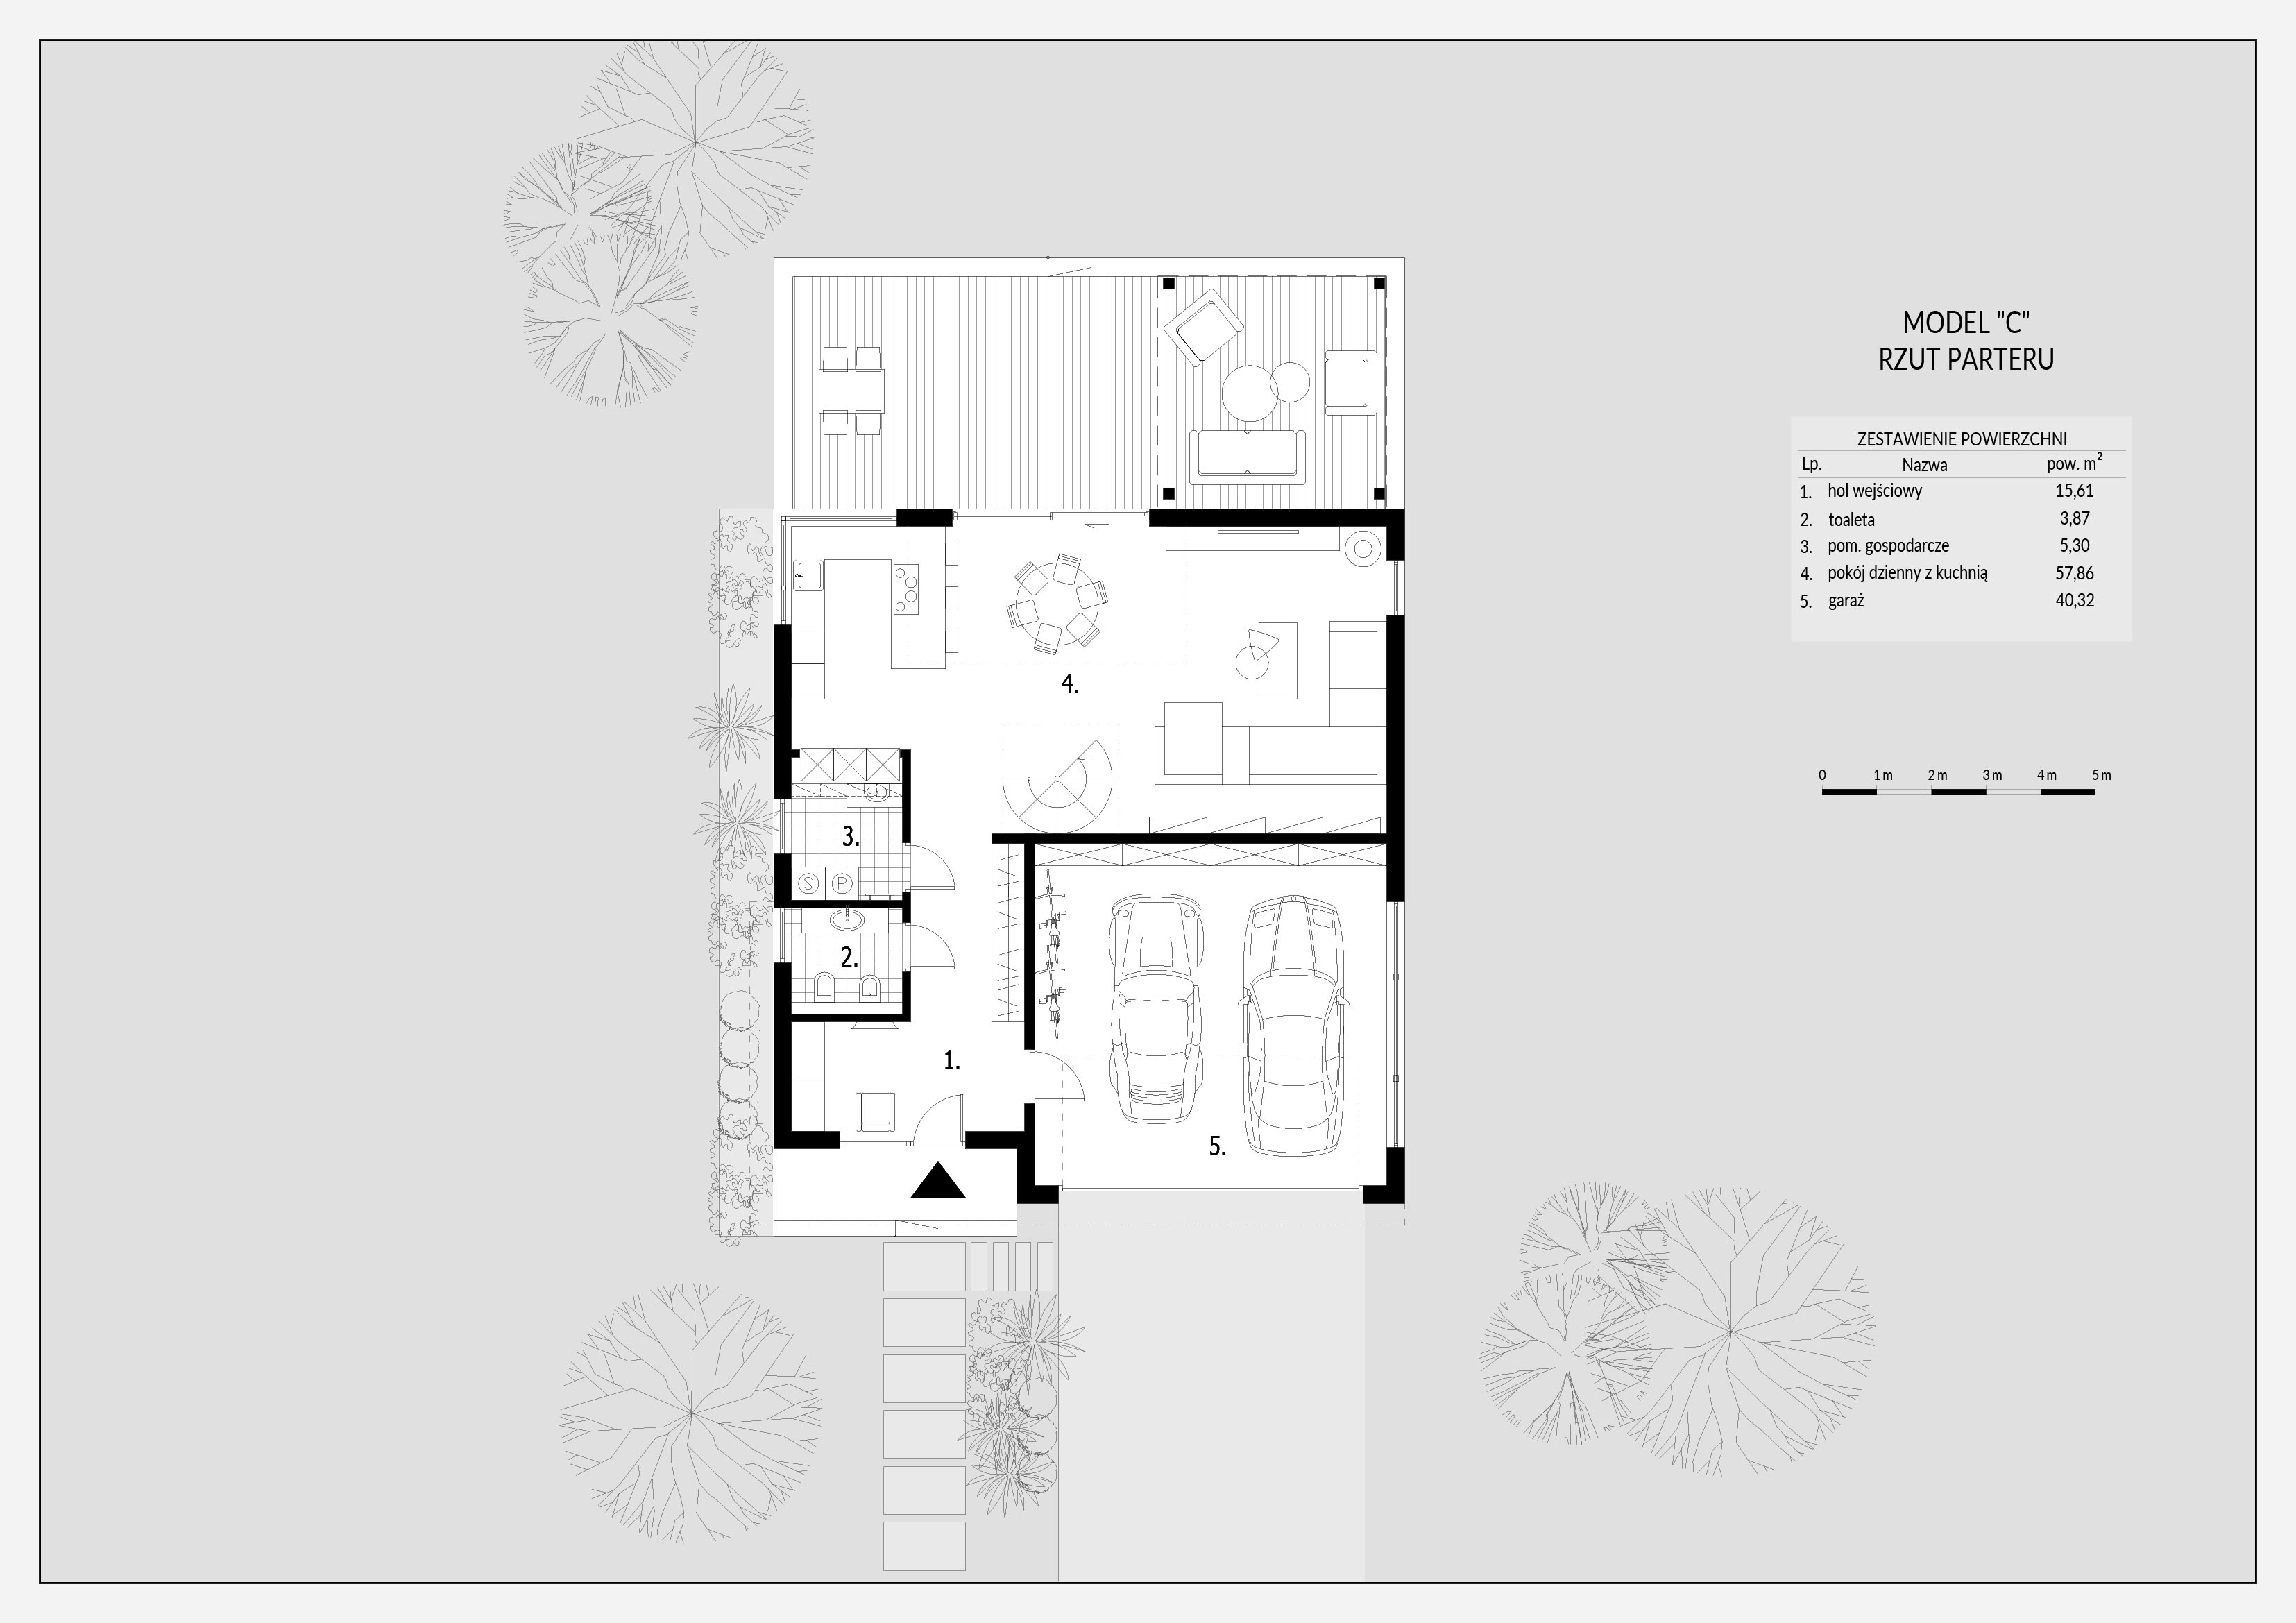 MODEL "C"
RZUT PARTERU
ZESTAWIENIE POWIERZCHNI
Lp. Nazwa pow. m²
1. hol wejściowy 15,61
2. toaleta 3,87
3. pom. gospodarcze 5,30
4. pokój dzienny z kuchnią 57,86
5. garaż 40,32
0 1 m 2 m 3 m 4 m 5 m
4.
3.
S P
2.
1.
5.